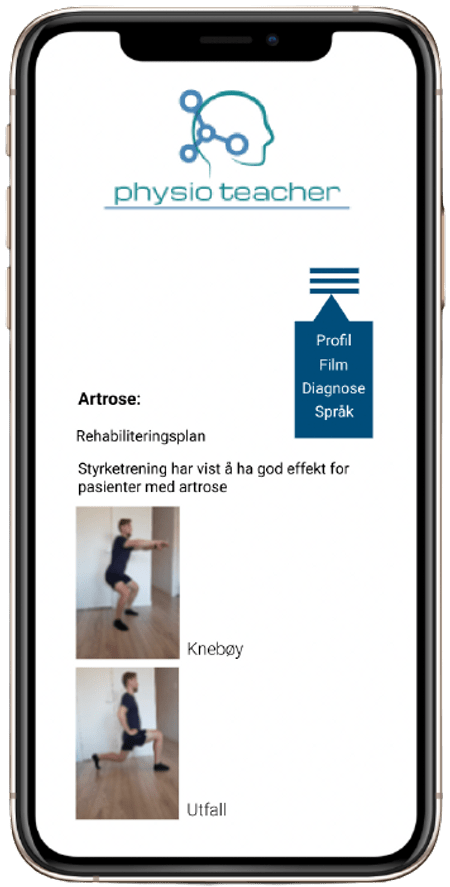 physio teacher
Profil
Film
Diagnose
Språk
Artrose:
Rehabiliteringsplan
Styrketrening har vist å ha god effekt for
pasienter med artrose
Knebøy
Utfall